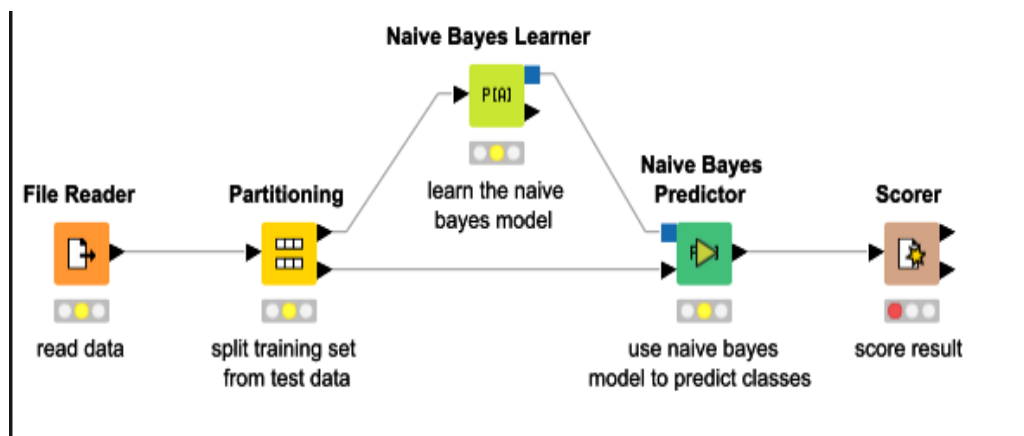 Naive Bayes Learner
P[A]
learn the naive
bayes model
File Reader
read data
Partitioning
split training set
from test data
Naive Bayes
Predictor
use naive bayes
model to predict classes
Scorer
score result